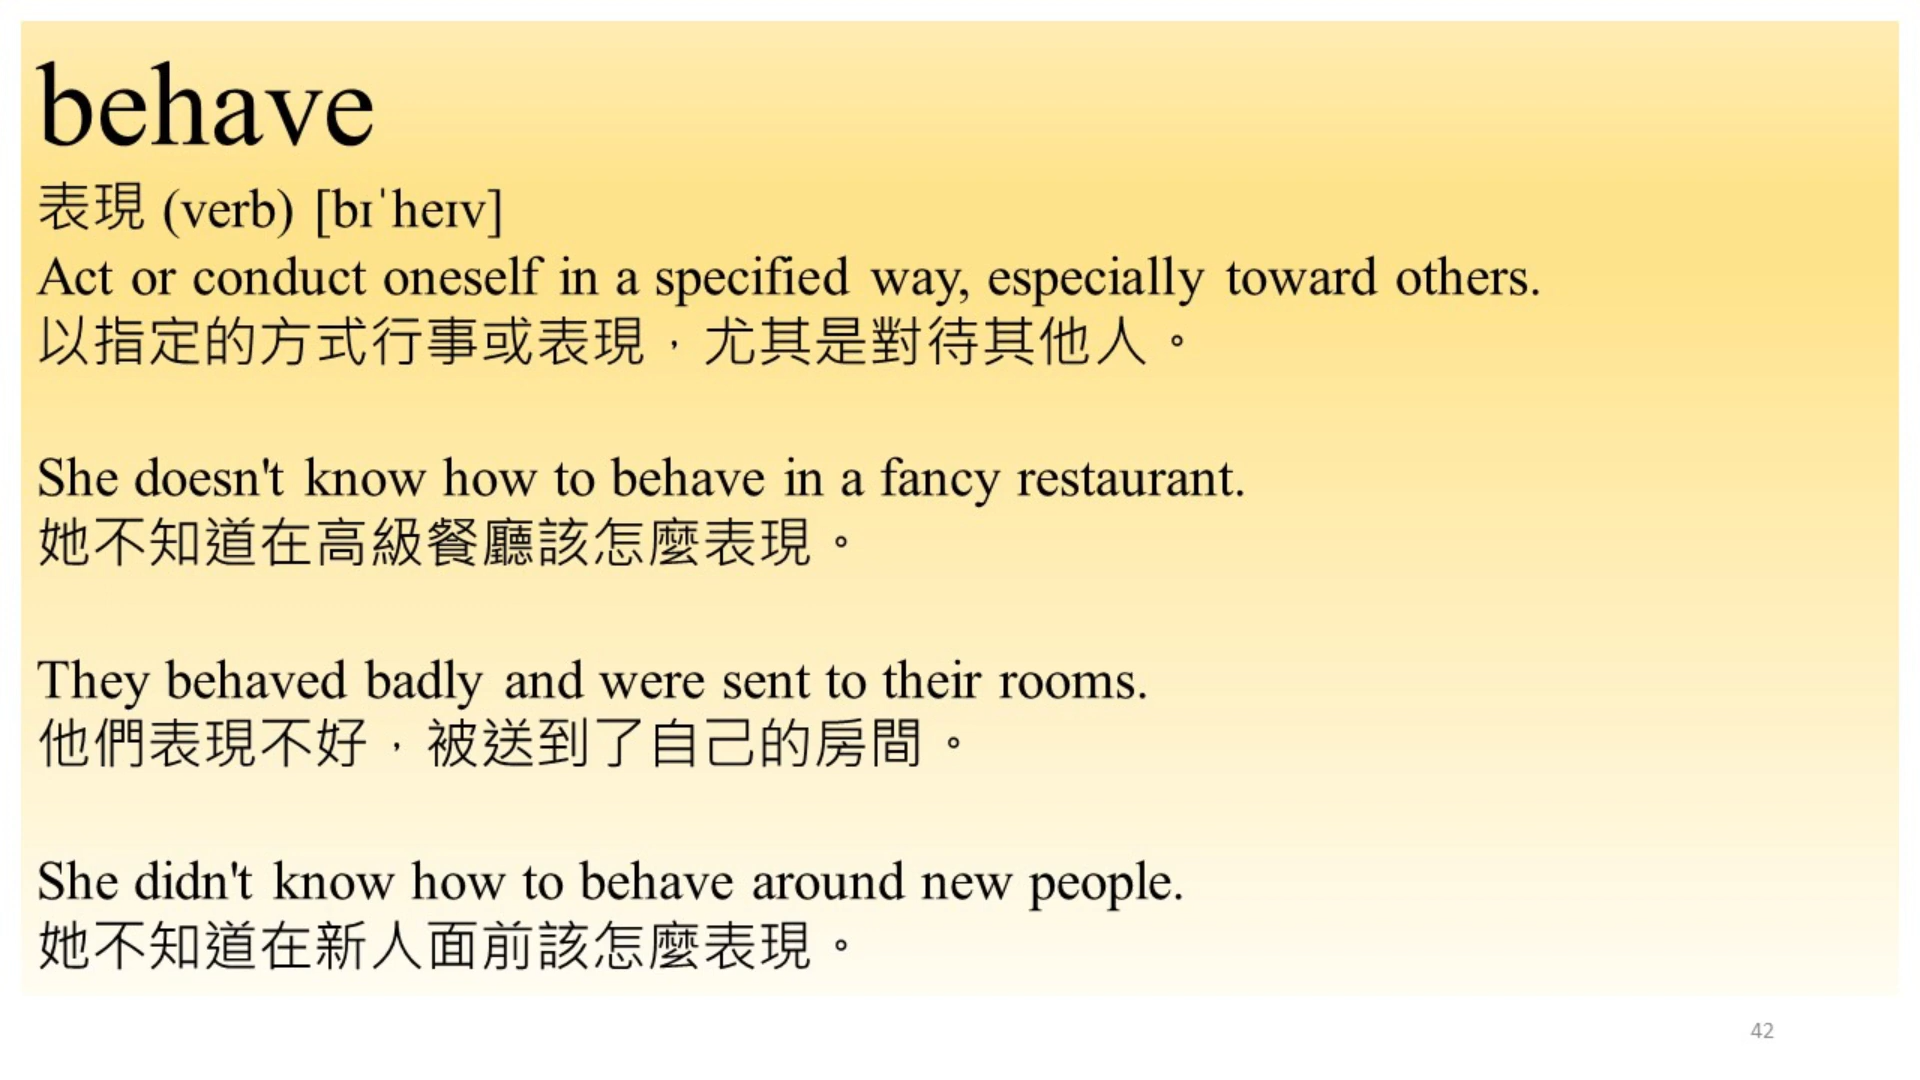 behave
表現 (verb) [bɪˈheɪv]
Act or conduct oneself in a specified way, especially toward others.
以指定的方式行事或表現，尤其是對待其他人。
She doesn't know how to behave in a fancy restaurant.
她不知道在高級餐廳該怎麼表現。
They behaved badly and were sent to their rooms.
他們表現不好，被送到了自己的房間。
She didn't know how to behave around new people.
她不知道在新人面前該怎麼表現。
42